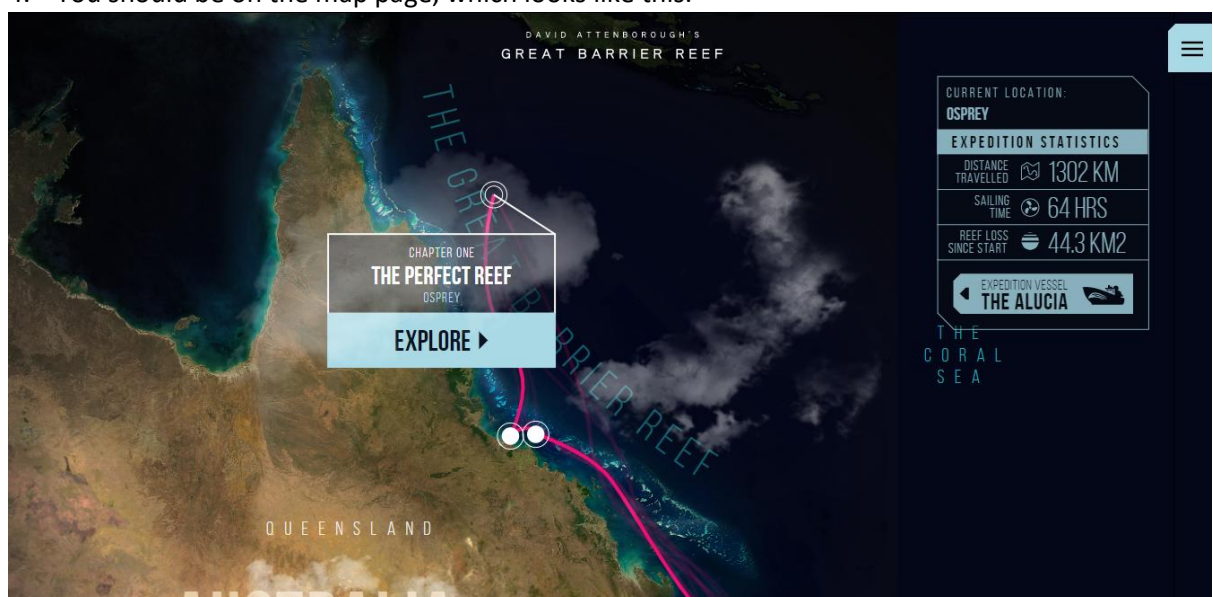 4. You should be on the map page, which looks like this:
DAVID ATTENBOROUGH'S
GREAT BARRIER REEF
THE GREAT BARRIER REEF
CURRENT LOCATION:
OSPREY
EXPEDITION STATISTICS
DISTANCE TRAVELLED 1302 KM
SAILING TIME 64 HRS
REEF LOSS SINCE START 44.3 KM2
EXPEDITION VESSEL
THE ALUCIA
THE
CORAL
SEA
CHAPTER ONE
THE PERFECT REEF
OSPREY
EXPLORE
QUEENSLAND
AUSTRALIA